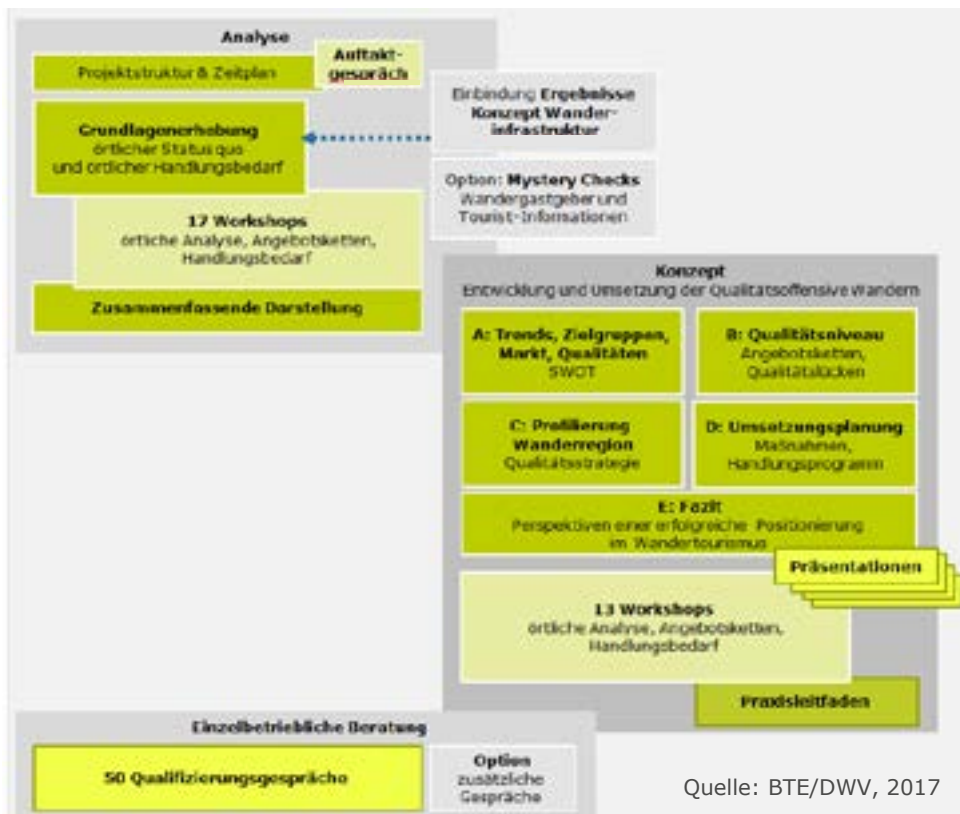 Analyse
Auftakt-
gespräch
Projektstruktur & Zeitplan
Einbindung Ergebnisse
Konzept Wander-
infrastruktur
Grundlagenerhebung
örtlicher Status quo
und örtlicher Handlungsbedarf
Option: Mystery Checks
Wandergastgeber und
Tourist-Informationen
17 Workshops
örtliche Analyse, Angebotsketten,
Handlungsbedarf
Zusammenfassende Darstellung
Konzept
Entwicklung und Umsetzung der Qualitätsoffensive Wandern
A: Trends, Zielgruppen,
Markt, Qualitäten
SWOT
B: Qualitätsniveau
Angebotsketten,
Qualitätslücken
C: Profilierung
Wanderregion
Qualitätsstrategie
D: Umsetzungsplanung
Maßnahmen,
Handlungsprogramm
E: Fazit
Perspektiven einer erfolgreiche Positionierung
im Wandertourismus
Präsentationen
13 Workshops
örtliche Analyse, Angebotsketten,
Handlungsbedarf
Praxisleitfaden
Einzelbetriebliche Beratung
50 Qualifizierungsgespräche
Option
zusätzliche
Gespräche
Quelle: BTE/DWV, 2017